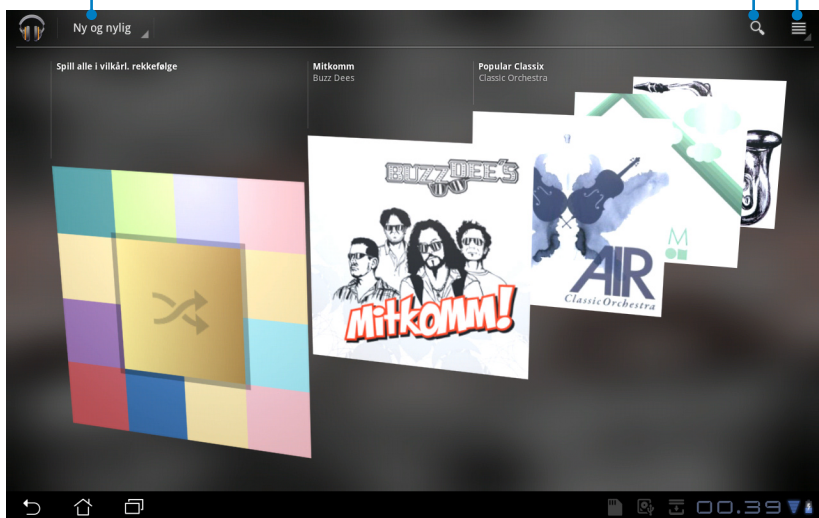 Ny og nylig
Spill alle i vilkårl. rekkefølge
Mitkomm
Buzz Dees
Popular Classix
Classic Orchestra
BUZZ DEE'S
MitKOMM!
AIR
Classic Orchestra
M
00.39